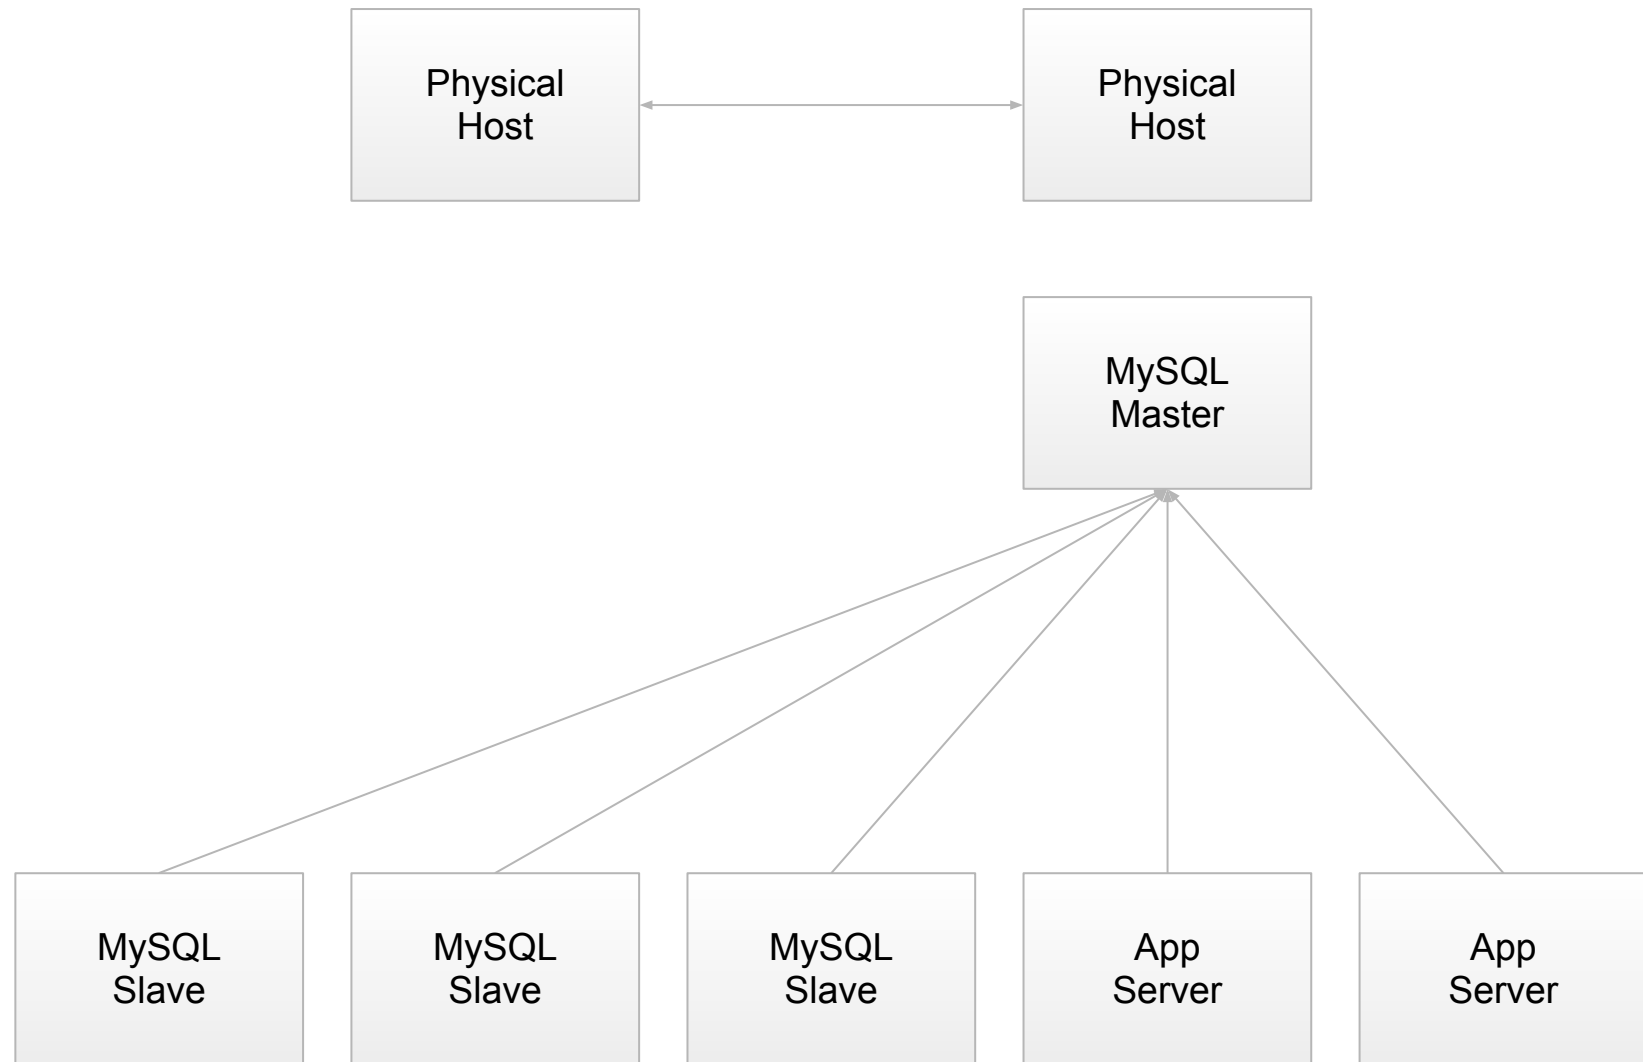 Physical
Host
Physical
Host
MySQL
Master
MySQL
Slave
MySQL
Slave
MySQL
Slave
App
Server
App
Server